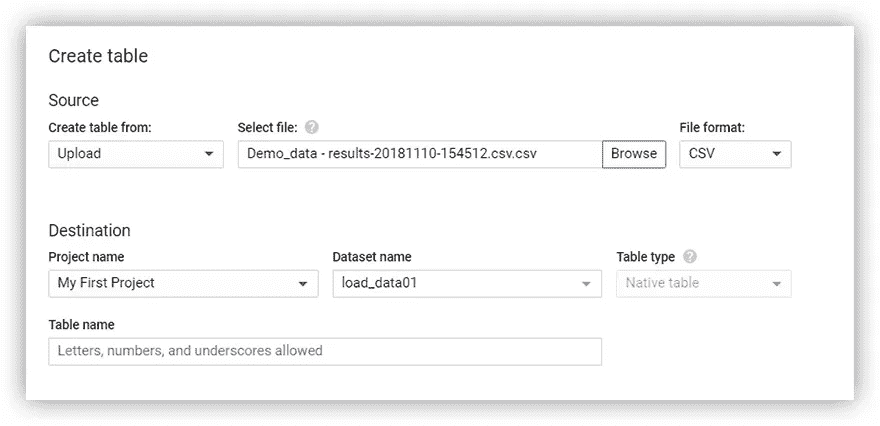 Create table
Source
Create table from: Select file: ? File format:
Upload Demo_data - results-20181110-154512.csv.csv Browse CSV
Destination
Project name Dataset name Table type ?
My First Project load_data01 Native table
Table name
Letters, numbers, and underscores allowed